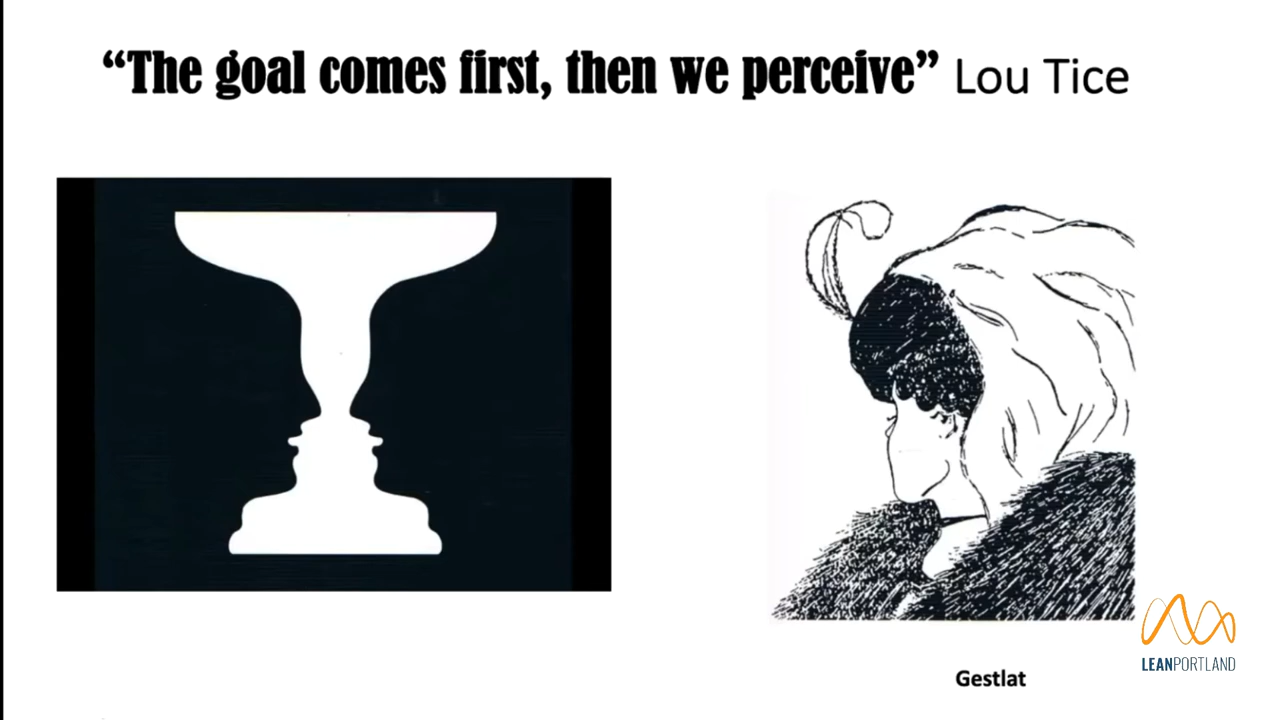 “The goal comes first, then we perceive” Lou Tice
LEANPORTLAND
Gestlat